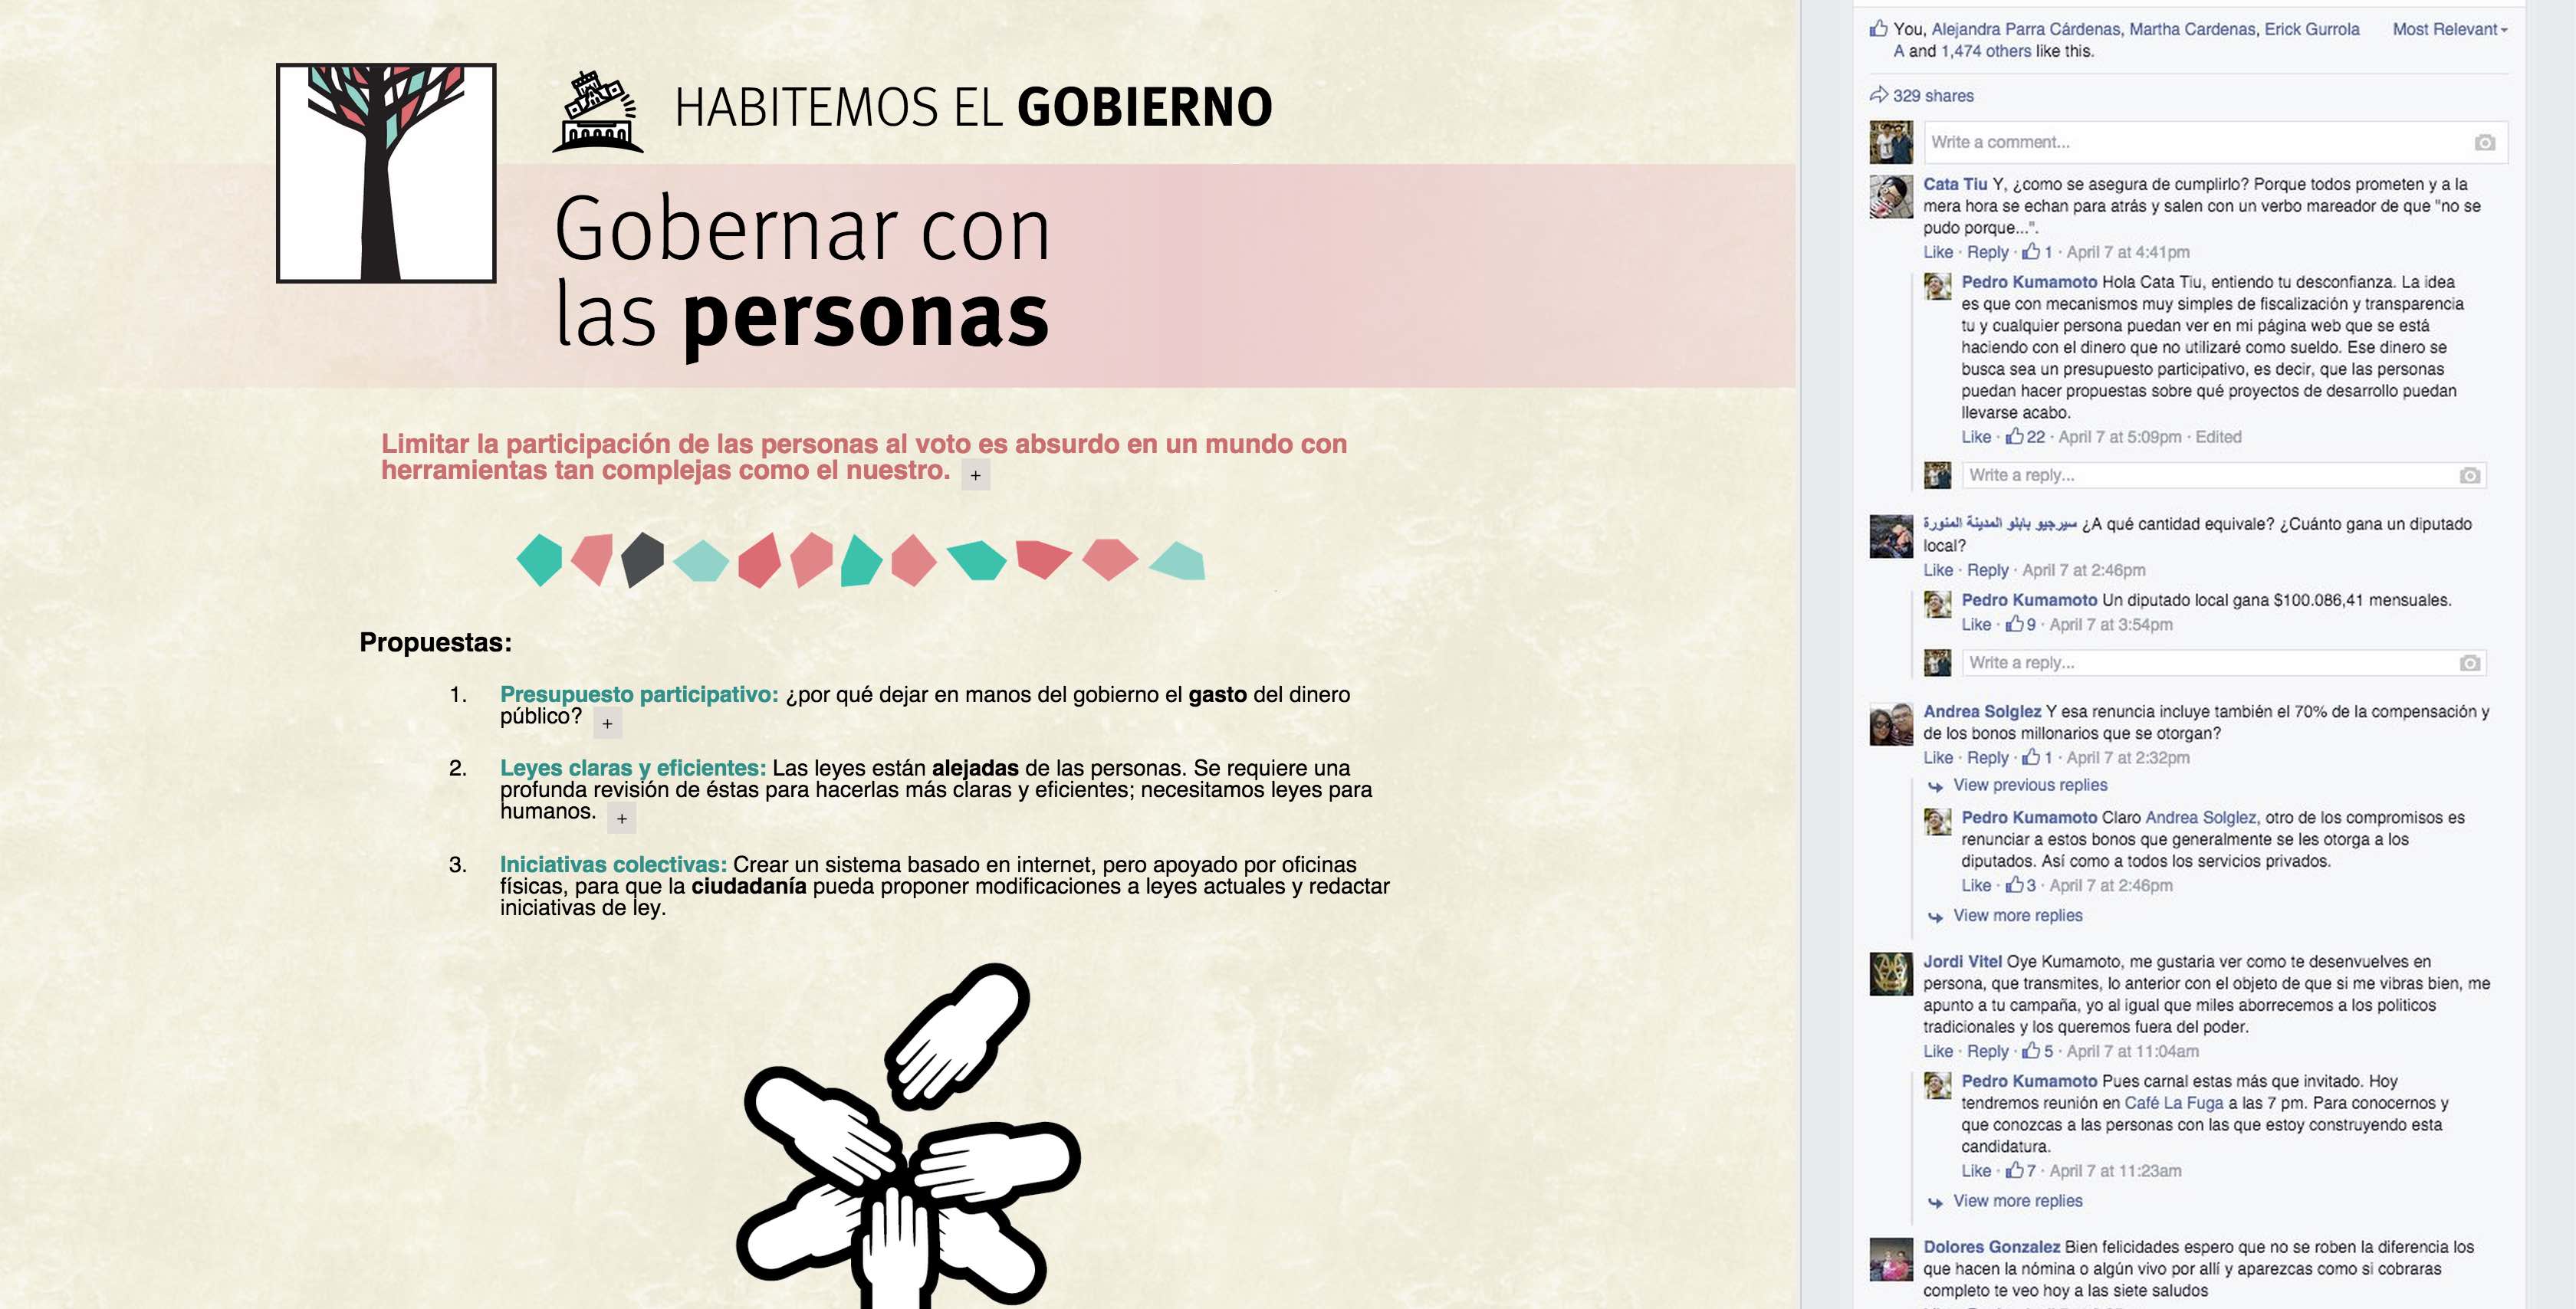 HABITEMOS EL GOBIERNO
Gobernar con
las personas
Limitar la participación de las personas al voto es absurdo en un mundo con
herramientas tan complejas como el nuestro. +
Propuestas:
1. Presupuesto participativo: ¿por qué dejar en manos del gobierno el gasto del dinero
público? +
2. Leyes claras y eficientes: Las leyes están alejadas de las personas. Se requiere una
profunda revisión de éstas para hacerlas más claras y eficientes; necesitamos leyes para
humanos. +
3. Iniciativas colectivas: Crear un sistema basado en internet, pero apoyado por oficinas
físicas, para que la ciudadanía pueda proponer modificaciones a leyes actuales y redactar
iniciativas de ley.
You, Alejandra Parra Cárdenas, Martha Cardenas, Erick Gurrola Most Relevant
A and 1,474 others like this.
329 shares
Write a comment...
Cata Tiu Y, ¿como se asegura de cumplirlo? Porque todos prometen y a la
mera hora se echan para atrás y salen con un verbo mareador de que "no se
pudo porque...".
Like · Reply · 1 · April 7 at 4:41pm
Pedro Kumamoto Hola Cata Tiu, entiendo tu desconfianza. La idea
es que con mecanismos muy simples de fiscalización y transparencia
tu y cualquier persona puedan ver en mi página web que se está
haciendo con el dinero que no utilizaré como sueldo. Ese dinero se
busca sea un presupuesto participativo, es decir, que las personas
puedan hacer propuestas sobre qué proyectos de desarrollo puedan
llevarse acabo.
Like · 22 · April 7 at 5:09pm · Edited
Write a reply...
سيرجيو بابلو المدينة المنورة ¿A qué cantidad equivale? ¿Cuánto gana un diputado
local?
Like · Reply · April 7 at 2:46pm
Pedro Kumamoto Un diputado local gana $100.086,41 mensuales.
Like · 9 · April 7 at 3:54pm
Write a reply...
Andrea Solglez Y esa renuncia incluye también el 70% de la compensación y
de los bonos millonarios que se otorgan?
Like · Reply · 1 · April 7 at 2:32pm
View previous replies
Pedro Kumamoto Claro Andrea Solglez, otro de los compromisos es
renunciar a estos bonos que generalmente se les otorga a los
diputados. Así como a todos los servicios privados.
Like · 3 · April 7 at 2:46pm
View more replies
Jordi Vitel Oye Kumamoto, me gustaria ver como te desenvuelves en
persona, que transmites, lo anterior con el objeto de que si me vibras bien, me
apunto a tu campaña, yo al igual que miles aborrecemos a los politicos
tradicionales y los queremos fuera del poder.
Like · Reply · 5 · April 7 at 11:04am
Pedro Kumamoto Pues carnal estas más que invitado. Hoy
tendremos reunión en Café La Fuga a las 7 pm. Para conocernos y
que conozcas a las personas con las que estoy construyendo esta
candidatura.
Like · 7 · April 7 at 11:23am
View more replies
Dolores Gonzalez Bien felicidades espero que no se roben la diferencia los
que hacen la nómina o algún vivo por allí y aparezcas como si cobraras
completo te veo hoy a las siete saludos